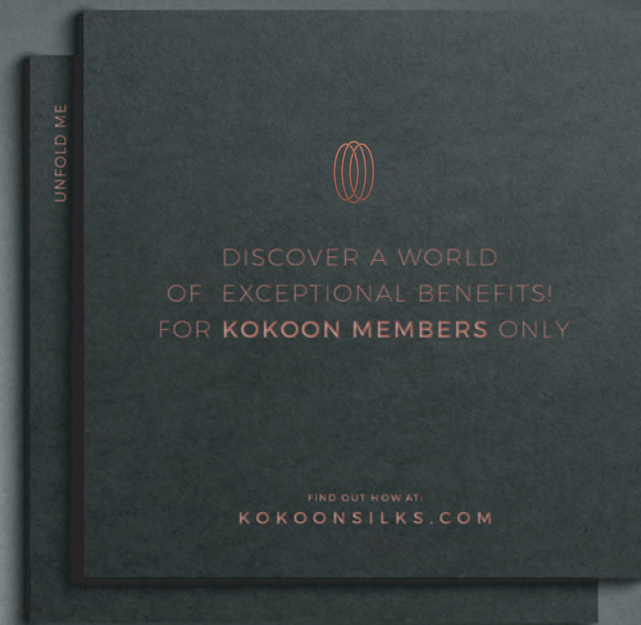 UNFOLD ME
DISCOVER A WORLD
OF EXCEPTIONAL BENEFITS!
FOR KOKOON MEMBERS ONLY
FIND OUT HOW AT:
KOKOONSILKS.COM